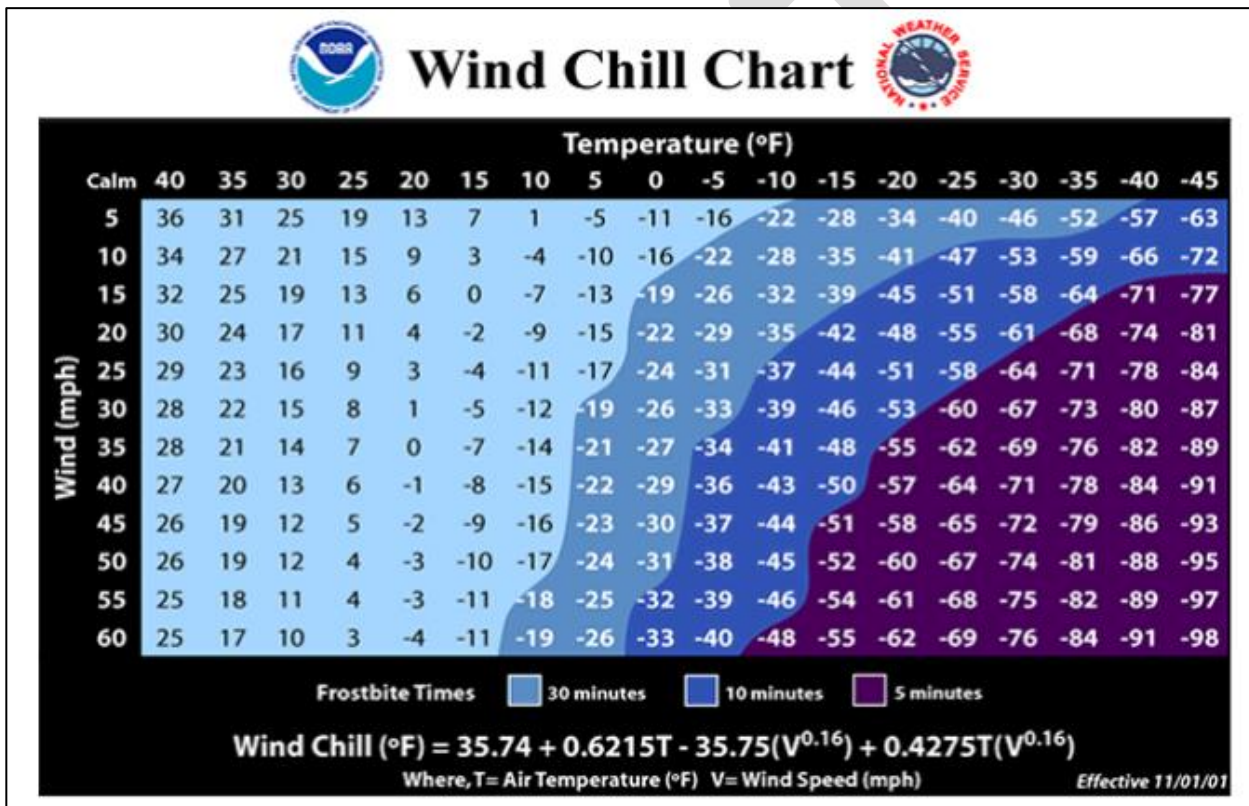 NOAA
Wind Chill Chart
NATIONAL WEATHER SERVICE
Temperature (°F)
Calm 40 35 30 25 20 15 10 5 0 -5 -10 -15 -20 -25 -30 -35 -40 -45
Wind (mph)
5 36 31 25 19 13 7 1 -5 -11 -16 -22 -28 -34 -40 -46 -52 -57 -63
10 34 27 21 15 9 3 -4 -10 -16 -22 -28 -35 -41 -47 -53 -59 -66 -72
15 32 25 19 13 6 0 -7 -13 -19 -26 -32 -39 -45 -51 -58 -64 -71 -77
20 30 24 17 11 4 -2 -9 -15 -22 -29 -35 -42 -48 -55 -61 -68 -74 -81
25 29 23 16 9 3 -4 -11 -17 -24 -31 -37 -44 -51 -58 -64 -71 -78 -84
30 28 22 15 8 1 -5 -12 -19 -26 -33 -39 -46 -53 -60 -67 -73 -80 -87
35 28 21 14 7 0 -7 -14 -21 -27 -34 -41 -48 -55 -62 -69 -76 -82 -89
40 27 20 13 6 -1 -8 -15 -22 -29 -36 -43 -50 -57 -64 -71 -78 -84 -91
45 26 19 12 5 -2 -9 -16 -23 -30 -37 -44 -51 -58 -65 -72 -79 -86 -93
50 26 19 12 4 -3 -10 -17 -24 -31 -38 -45 -52 -60 -67 -74 -81 -88 -95
55 25 18 11 4 -3 -11 -18 -25 -32 -39 -46 -54 -61 -68 -75 -82 -89 -97
60 25 17 10 3 -4 -11 -19 -26 -33 -40 -48 -55 -62 -69 -76 -84 -91 -98
Frostbite Times 30 minutes 10 minutes 5 minutes
Wind Chill (°F) = 35.74 + 0.6215T - 35.75(V^0.16) + 0.4275T(V^0.16)
Where, T= Air Temperature (°F) V= Wind Speed (mph)
Effective 11/01/01